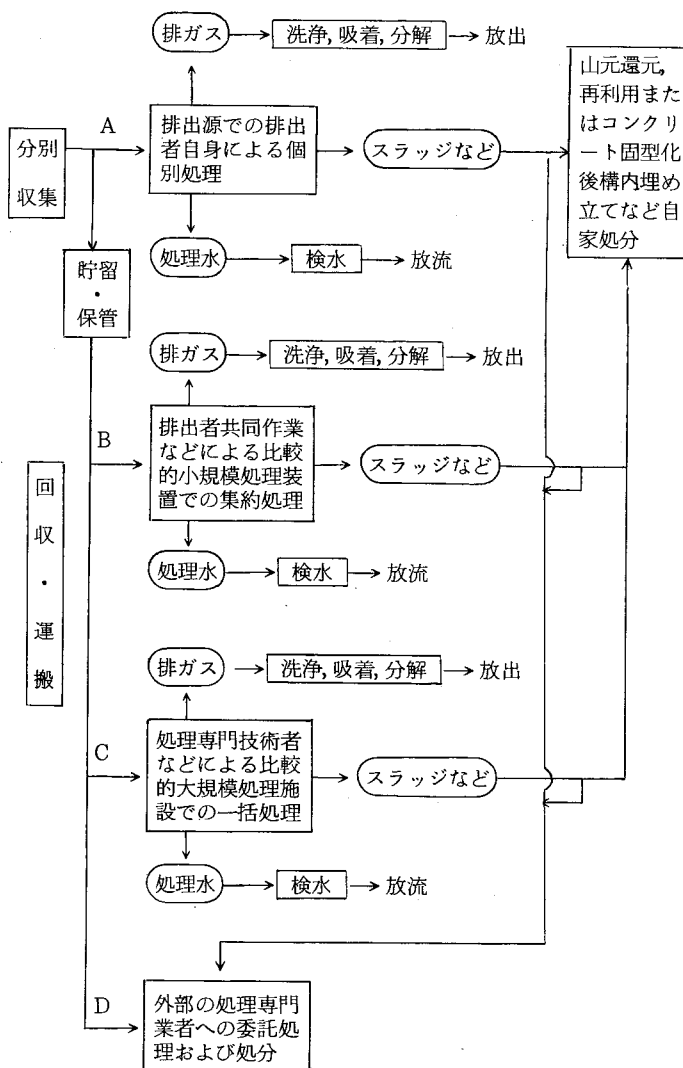 排ガス
洗浄, 吸着, 分解
放出
山元還元,
再利用また
はコンクリ
ート固型化
後構内埋め
立てなど自
家処分
A
分別
収集
排出源での排出
者自身による個
別処理
スラッジなど
処理水
検水
放流
貯留
・
保管
排ガス
洗浄, 吸着, 分解
放出
B
排出者共同作業
などによる比較
的小規模処理装
置での集約処理
スラッジなど
回
収
・
運
搬
処理水
検水
放流
排ガス
洗浄, 吸着, 分解
放出
C
処理専門技術者
などによる比較
的大規模処理施
設での一括処理
スラッジなど
処理水
検水
放流
D
外部の処理専門
業者への委託処
理および処分